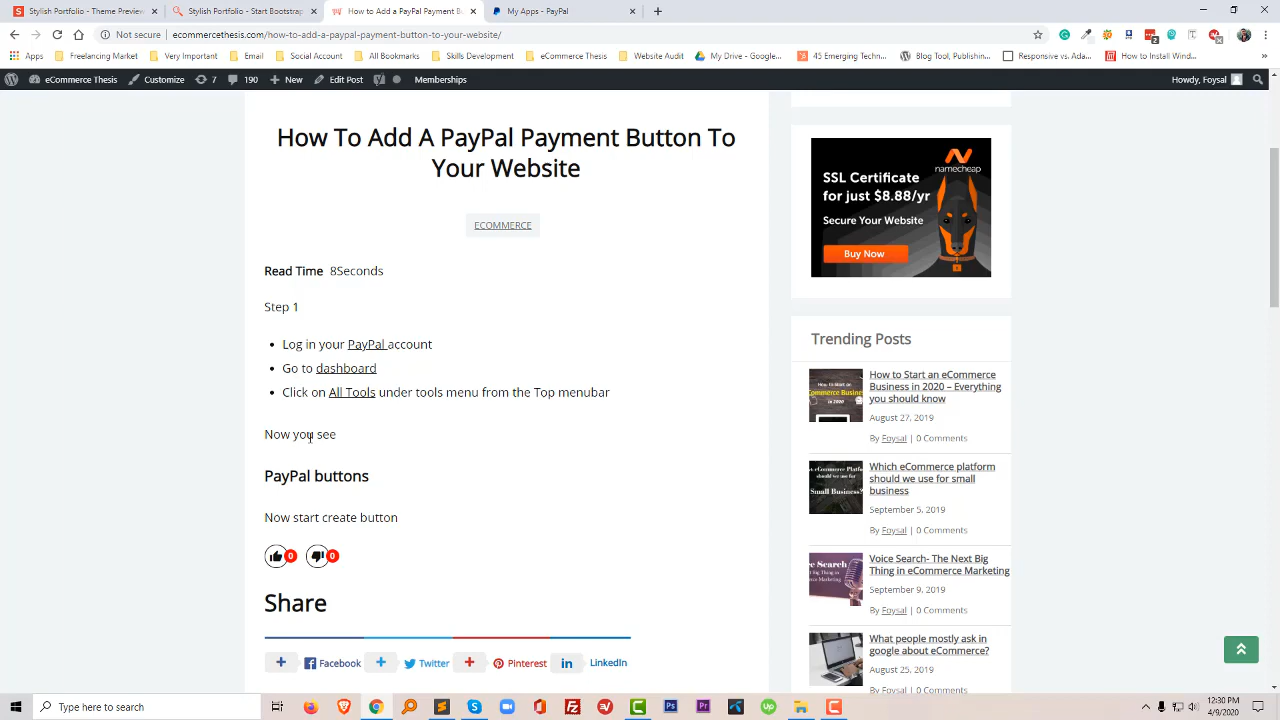 Stylish Portfolio - Theme Preview
Stylish Portfolio - Start Bootstrap
How to Add a PayPal Payment B
My Apps - PayPal
Not secure | ecommercethesis.com/how-to-add-a-paypal-payment-button-to-your-website/
Apps Freelancing World Very Important Email Social Accounts All Bookmarks Skills Development eCommerce Thesis Website Audit My Drive - Google... 45 Emerging Techn... Blog Tool, Publishin... Responsive vs. Ada... How to Install Win...
eCommerce Thesis Customize 7 190 New Edit Post Memberships Howdy, Foysal
How To Add A PayPal Payment Button To
Your Website
ECOMMERCE
Read Time 8Seconds
Step 1
Log in your PayPal account
Go to dashboard
Click on All Tools under tools menu from the Top menubar
Now you see
PayPal buttons
Now start create button
0 0
Share
Facebook Twitter Pinterest LinkedIn
namecheap
SSL Certificate
for just $8.88/yr
Secure Your Website
Buy Now
Trending Posts
How to Start an eCommerce
Business in 2020 – Everything
you should know
August 27, 2019
By Foysal | 0 Comments
Which eCommerce platform
should we use for small
business
September 5, 2019
By Foysal | 0 Comments
Voice Search- The Next Big
Thing in eCommerce Marketing
September 9, 2019
By Foysal | 0 Comments
What people mostly ask in
google about eCommerce?
August 25, 2019
By Foysal | 0 Comments
Type here to search
4/9/2020